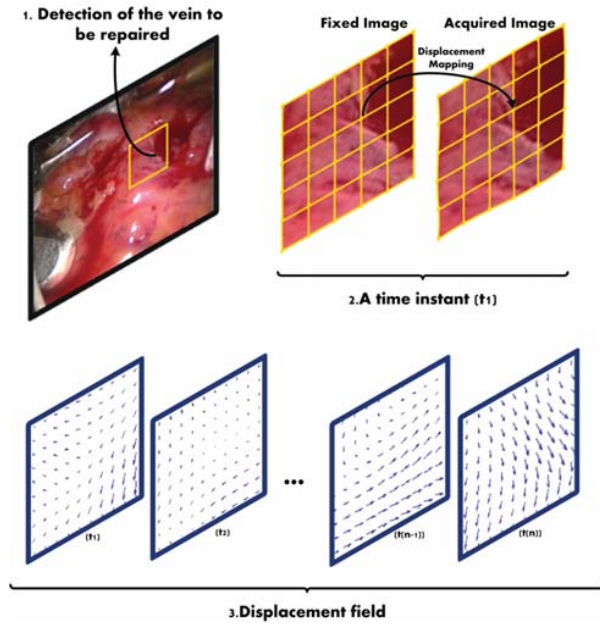 1. Detection of the vein to
be repaired
Fixed Image
Acquired Image
Displacement
Mapping
2.A time instant (t1)
(t1)
(t2)
...
(t(n-1))
(t(n))
3.Displacement field